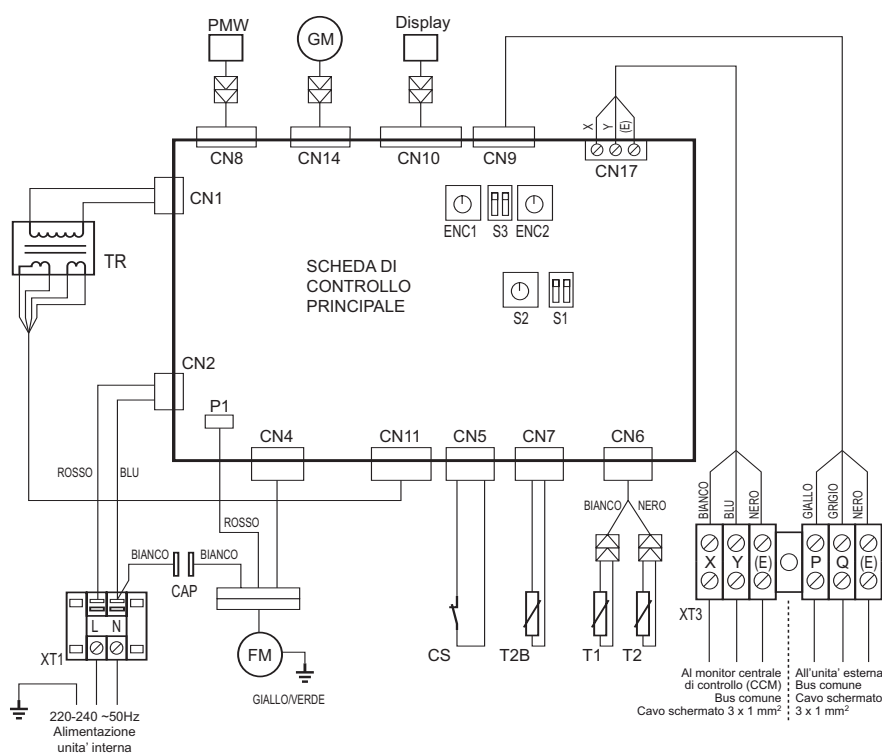 PMW
GM
Display
X
Y
(E)
CN8
CN14
CN10
CN9
CN17
CN1
ENC1
S3
ENC2
TR
SCHEDA DI
CONTROLLO
PRINCIPALE
S2
S1
CN2
P1
CN4
CN11
CN5
CN7
CN6
ROSSO
BLU
ROSSO
BIANCO
NERO
BIANCO
BLU
NERO
GIALLO
GRIGIO
NERO
BIANCO
BIANCO
CAP
X
Y
(E)
P
Q
(E)
L
N
XT1
XT3
FM
CS
T2B
T1
T2
GIALLO/VERDE
220-240 ~50Hz
Alimentazione
unita' interna
Al monitor centrale
di controllo (CCM)
Bus comune
Cavo schermato 3 x 1 mm²
All'unita' esterna
Bus comune
Cavo schermato
3 x 1 mm²